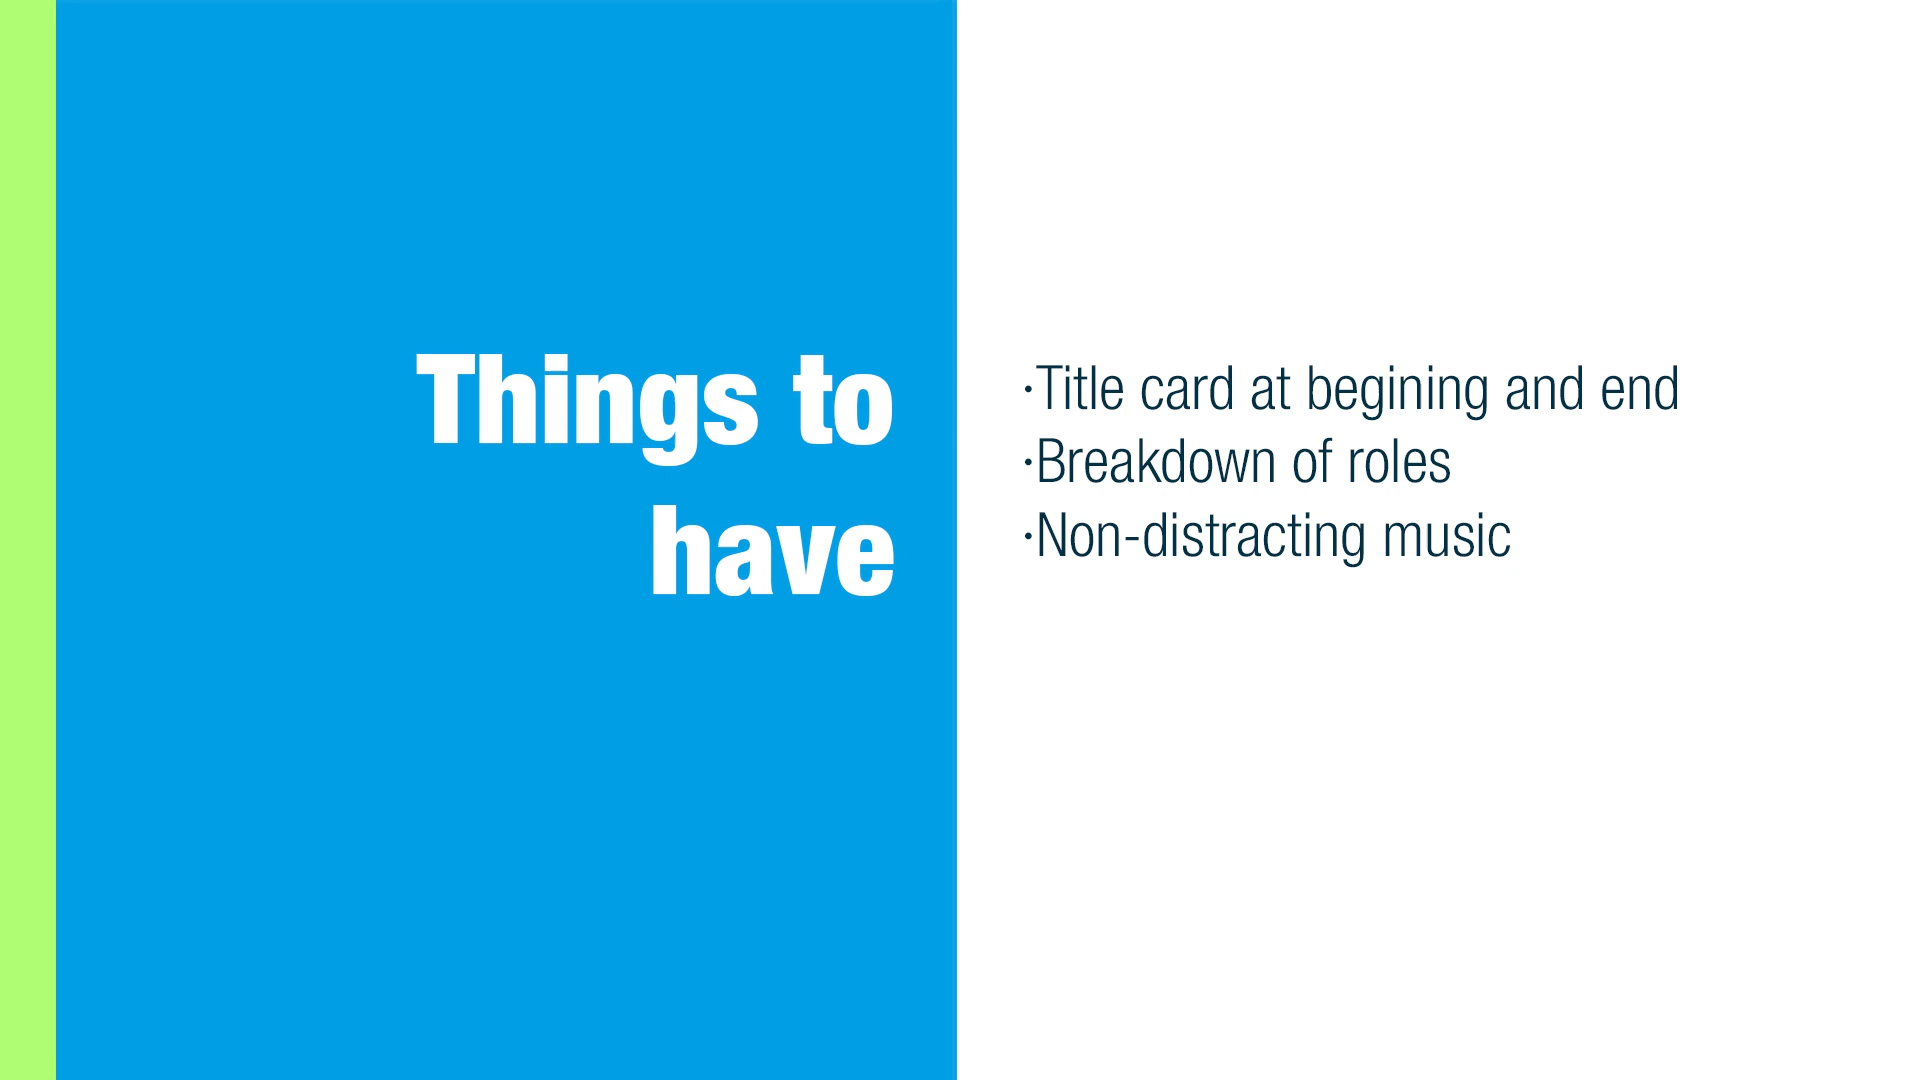 Things to
have
·Title card at begining and end
·Breakdown of roles
·Non-distracting music